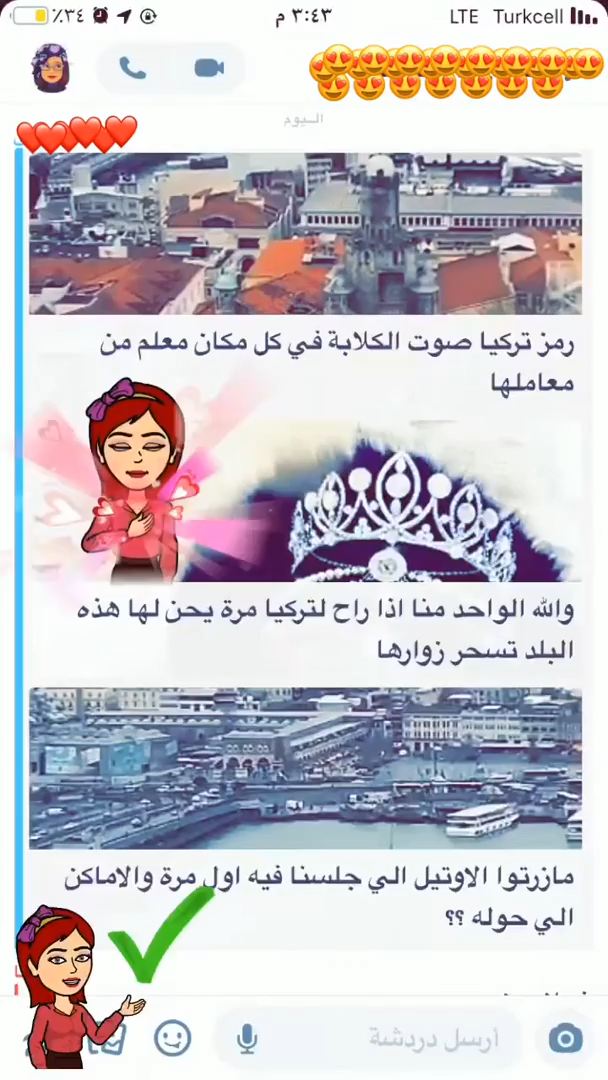 ٪٣٤
٣:٤٣ م
LTE Turkcell
اليوم
رمز تركيا صوت الكلابة في كل مكان معلم من
معاملها
والله الواحد منا اذا راح لتركيا مرة يحن لها هذه
البلد تسحر زوارها
مازرتوا الاوتيل الي جلسنا فيه اول مرة والاماكن
الي حوله ؟؟
أرسل دردشة